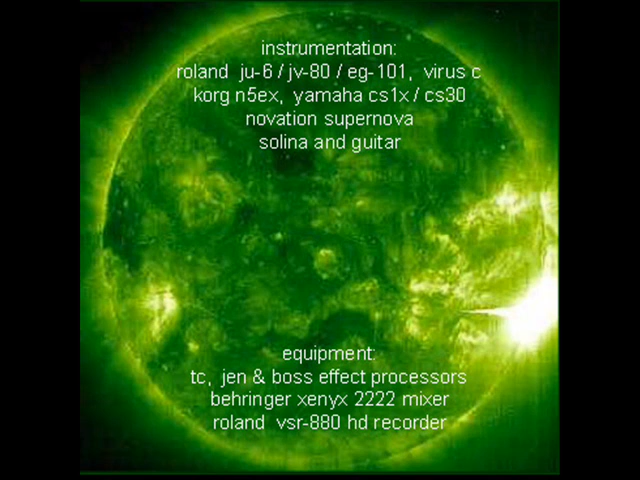 instrumentation:
roland ju-6 / jv-80 / eg-101, virus c
korg n5ex, yamaha cs1x / cs30
novation supernova
solina and guitar
equipment:
tc, jen & boss effect processors
behringer xenyx 2222 mixer
roland vsr-880 hd recorder